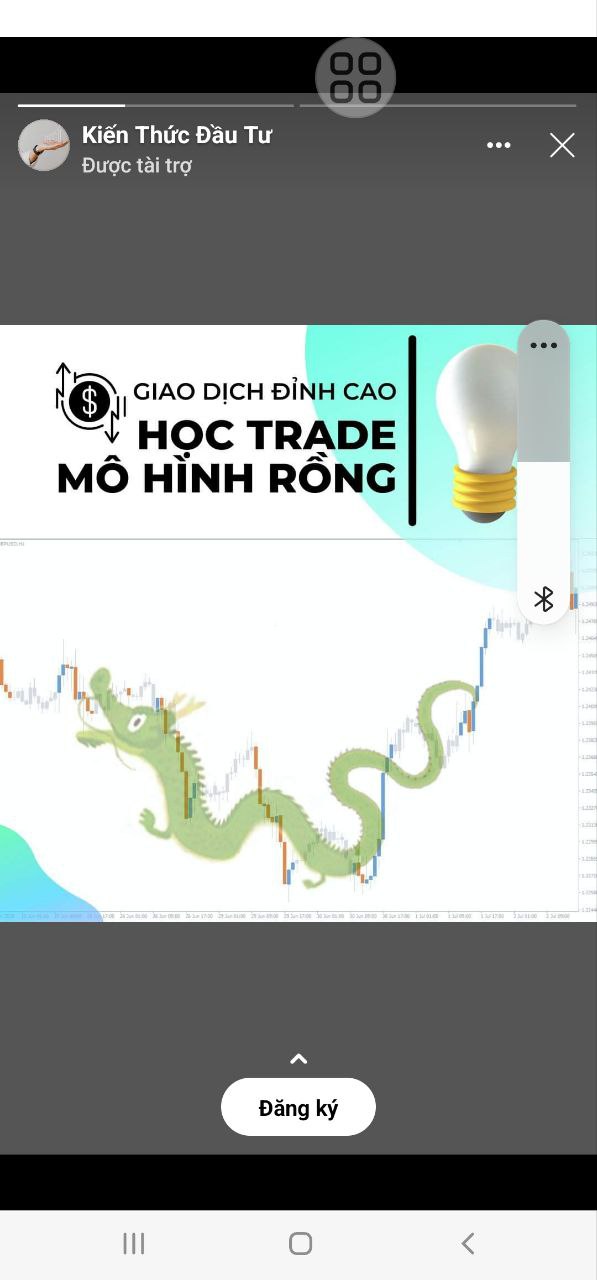 Kiến Thức Đầu Tư
Được tài trợ
GIAO DỊCH ĐỈNH CAO
HỌC TRADE
MÔ HÌNH RỒNG
Đăng ký